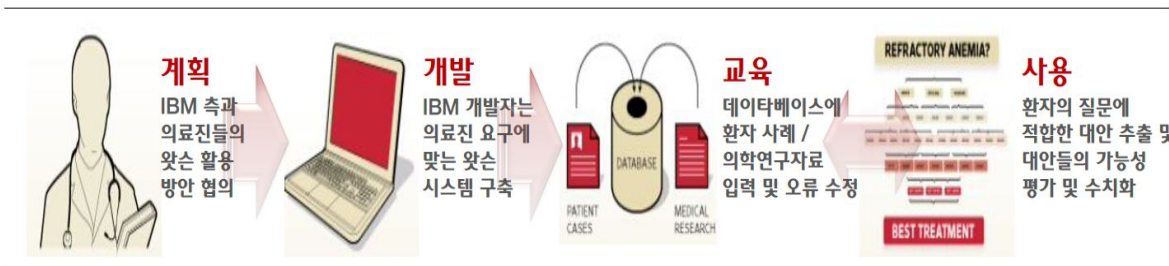 계획
IBM 측과
의료진들의
왓슨 활용
방안 협의
개발
IBM 개발자는
의료진 요구에
맞는 왓슨
시스템 구축
DATABASE
PATIENT
CASES
MEDICAL
RESEARCH
교육
데이타베이스에
환자 사례 /
의학연구자료
입력 및 오류 수정
REFRACTORY ANEMIA?
BEST TREATMENT
사용
환자의 질문에
적합한 대안 추출 및
대안들의 가능성
평가 및 수치화